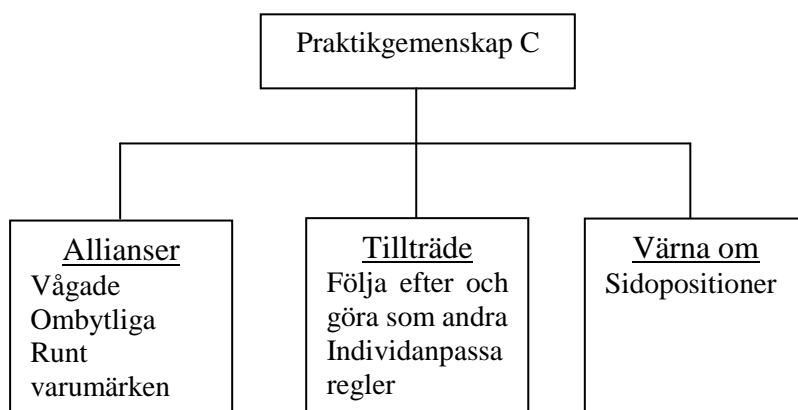 Praktikgemenskap C
Allianser
Vågade
Ombytliga
Runt
varumärken
Tillträde
Följa efter och
göra som andra
Individanpassa
regler
Värna om
Sidopositioner